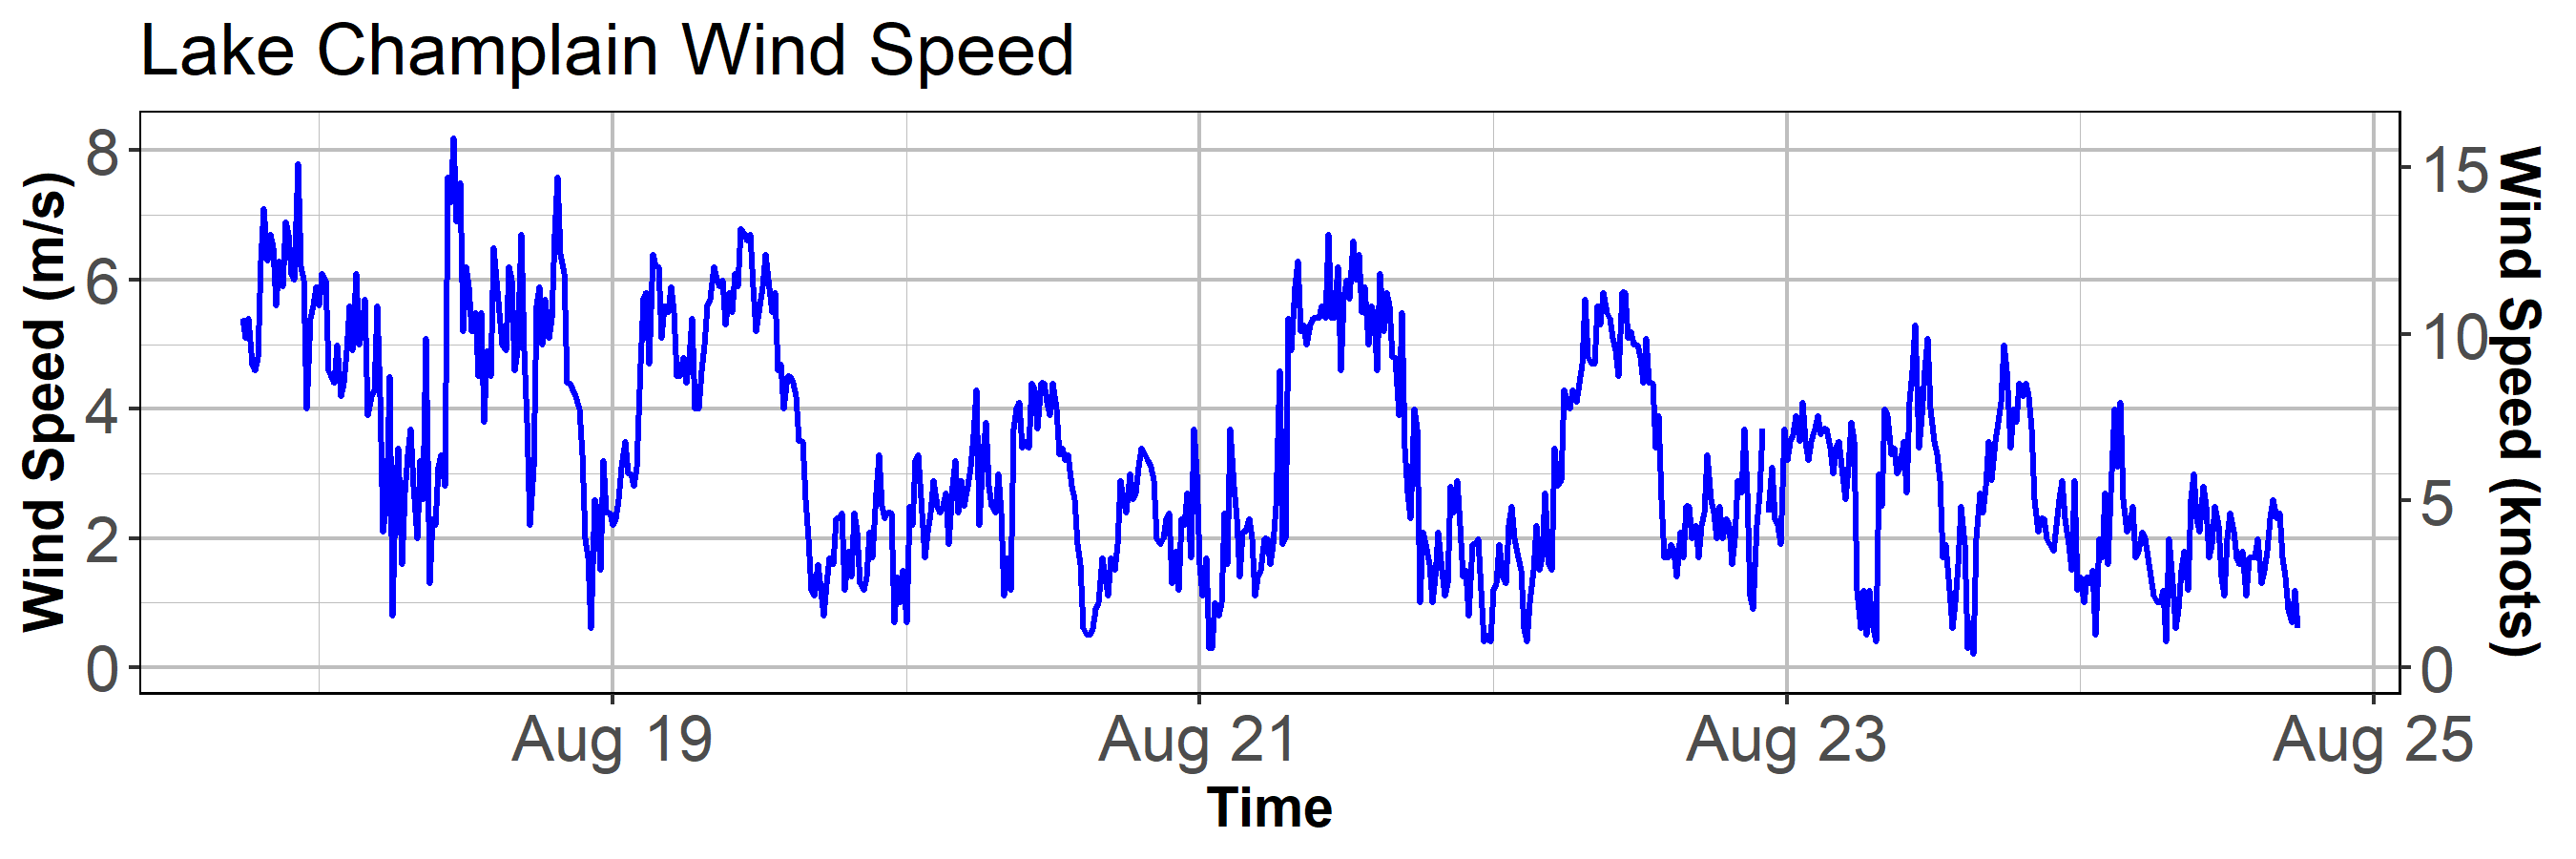 Lake Champlain Wind Speed
Wind Speed (m/s)
8
6
4
2
0
15
10
5
0
Wind Speed (knots)
Aug 19
Aug 21
Aug 23
Aug 25
Time